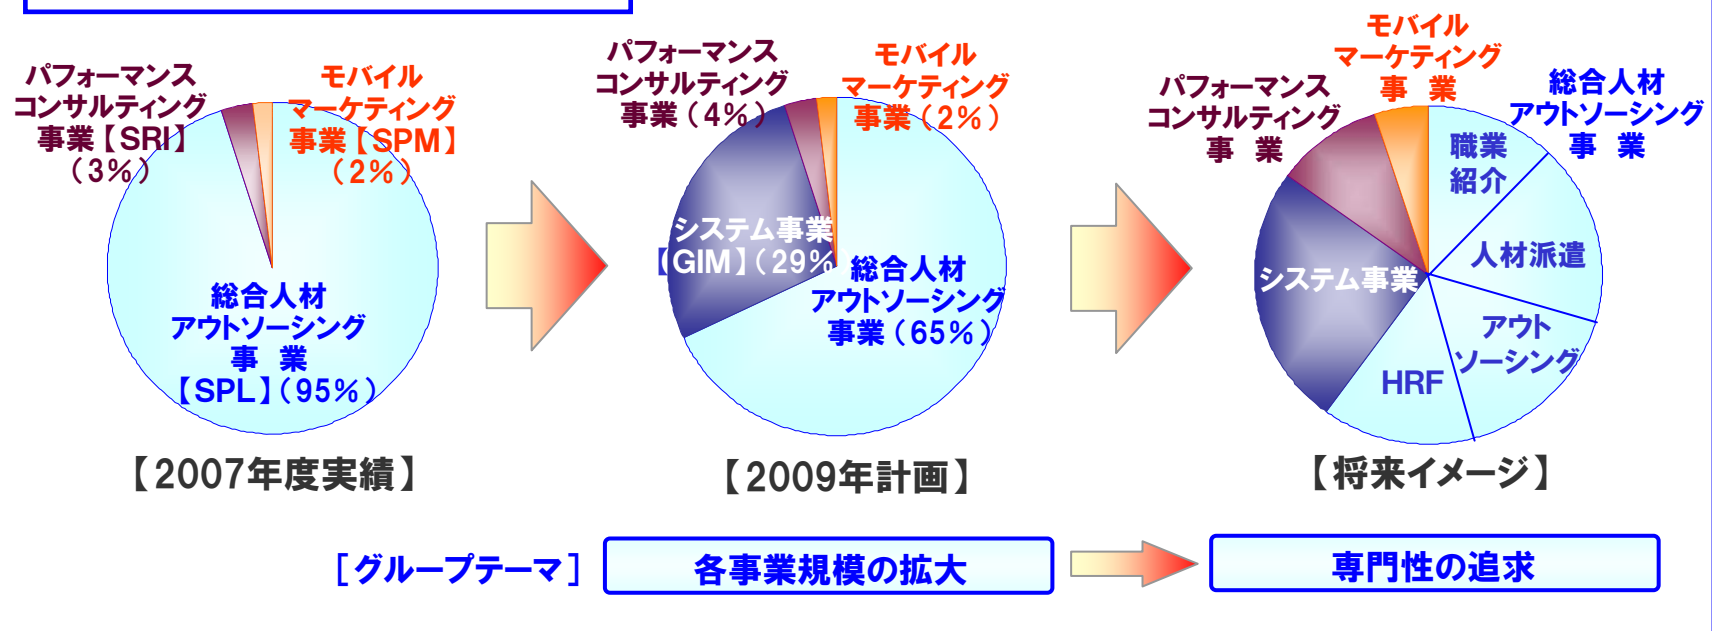 パフォーマンス
コンサルティング
事業【SRI】
（3%）
モバイル
マーケティング
事業【SPM】
（2%）
総合人材
アウトソーシング
事　業
【SPL】（95%）
【2007年度実績】
パフォーマンス
コンサルティング
事業（4%）
モバイル
マーケティング
事業（2%）
システム事業
【GIM】（29%
総合人材
アウトソーシング
事業（65%）
【2009年計画】
パフォーマンス
コンサルティング
事　業
モバイル
マーケティング
事　業
総合人材
アウトソーシング
事　業
職業
紹介
人材派遣
アウト
ソーシング
HRF
システム事業
【将来イメージ】
［グループテーマ］
各事業規模の拡大
専門性の追求